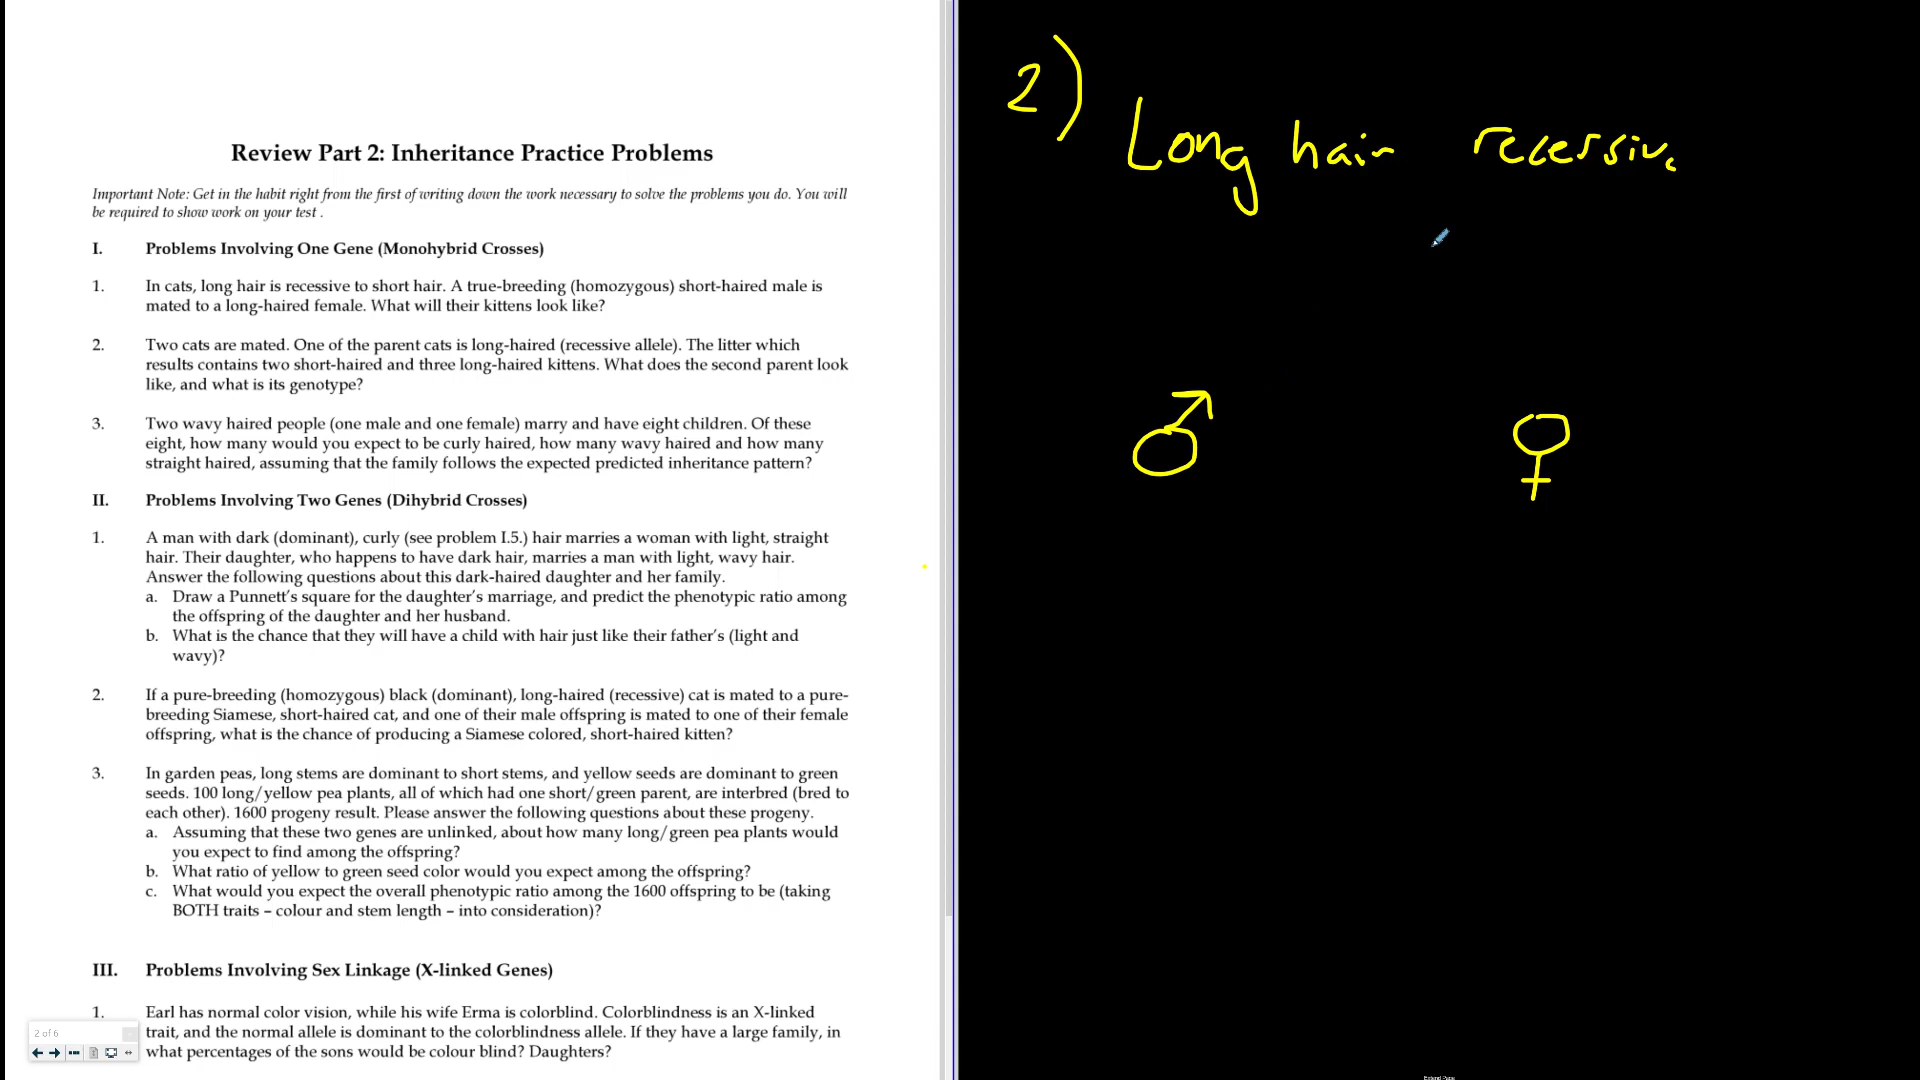 Review Part 2: Inheritance Practice Problems
Important Note: Get in the habit right from the first of writing down the work necessary to solve the problems you do. You will
be required to show work on your test .
I. Problems Involving One Gene (Monohybrid Crosses)
1. In cats, long hair is recessive to short hair. A true-breeding (homozygous) short-haired male is
mated to a long-haired female. What will their kittens look like?
2. Two cats are mated. One of the parent cats is long-haired (recessive allele). The litter which
results contains two short-haired and three long-haired kittens. What does the second parent look
like, and what is its genotype?
3. Two wavy haired people (one male and one female) marry and have eight children. Of these
eight, how many would you expect to be curly haired, how many wavy haired and how many
straight haired, assuming that the family follows the expected predicted inheritance pattern?
II. Problems Involving Two Genes (Dihybrid Crosses)
1. A man with dark (dominant), curly (see problem I.5.) hair marries a woman with light, straight
hair. Their daughter, who happens to have dark hair, marries a man with light, wavy hair.
Answer the following questions about this dark-haired daughter and her family.
a. Draw a Punnett's square for the daughter's marriage, and predict the phenotypic ratio among
the offspring of the daughter and her husband.
b. What is the chance that they will have a child with hair just like their father's (light and
wavy)?
2. If a pure-breeding (homozygous) black (dominant), long-haired (recessive) cat is mated to a pure-
breeding Siamese, short-haired cat, and one of their male offspring is mated to one of their female
offspring, what is the chance of producing a Siamese colored, short-haired kitten?
3. In garden peas, long stems are dominant to short stems, and yellow seeds are dominant to green
seeds. 100 long/yellow pea plants, all of which had one short/green parent, are interbred (bred to
each other). 1600 progeny result. Please answer the following questions about these progeny.
a. Assuming that these two genes are unlinked, about how many long/green pea plants would
you expect to find among the offspring?
b. What ratio of yellow to green seed color would you expect among the offspring?
c. What would you expect the overall phenotypic ratio among the 1600 offspring to be (taking
BOTH traits – colour and stem length – into consideration)?
III. Problems Involving Sex Linkage (X-linked Genes)
1. Earl has normal color vision, while his wife Erma is colorblind. Colorblindness is an X-linked
trait, and the normal allele is dominant to the colorblindness allele. If they have a large family, in
what percentages of the sons would be colour blind? Daughters?
2 of 6
2) Long hair recessive
♂ ♀
Extend Page